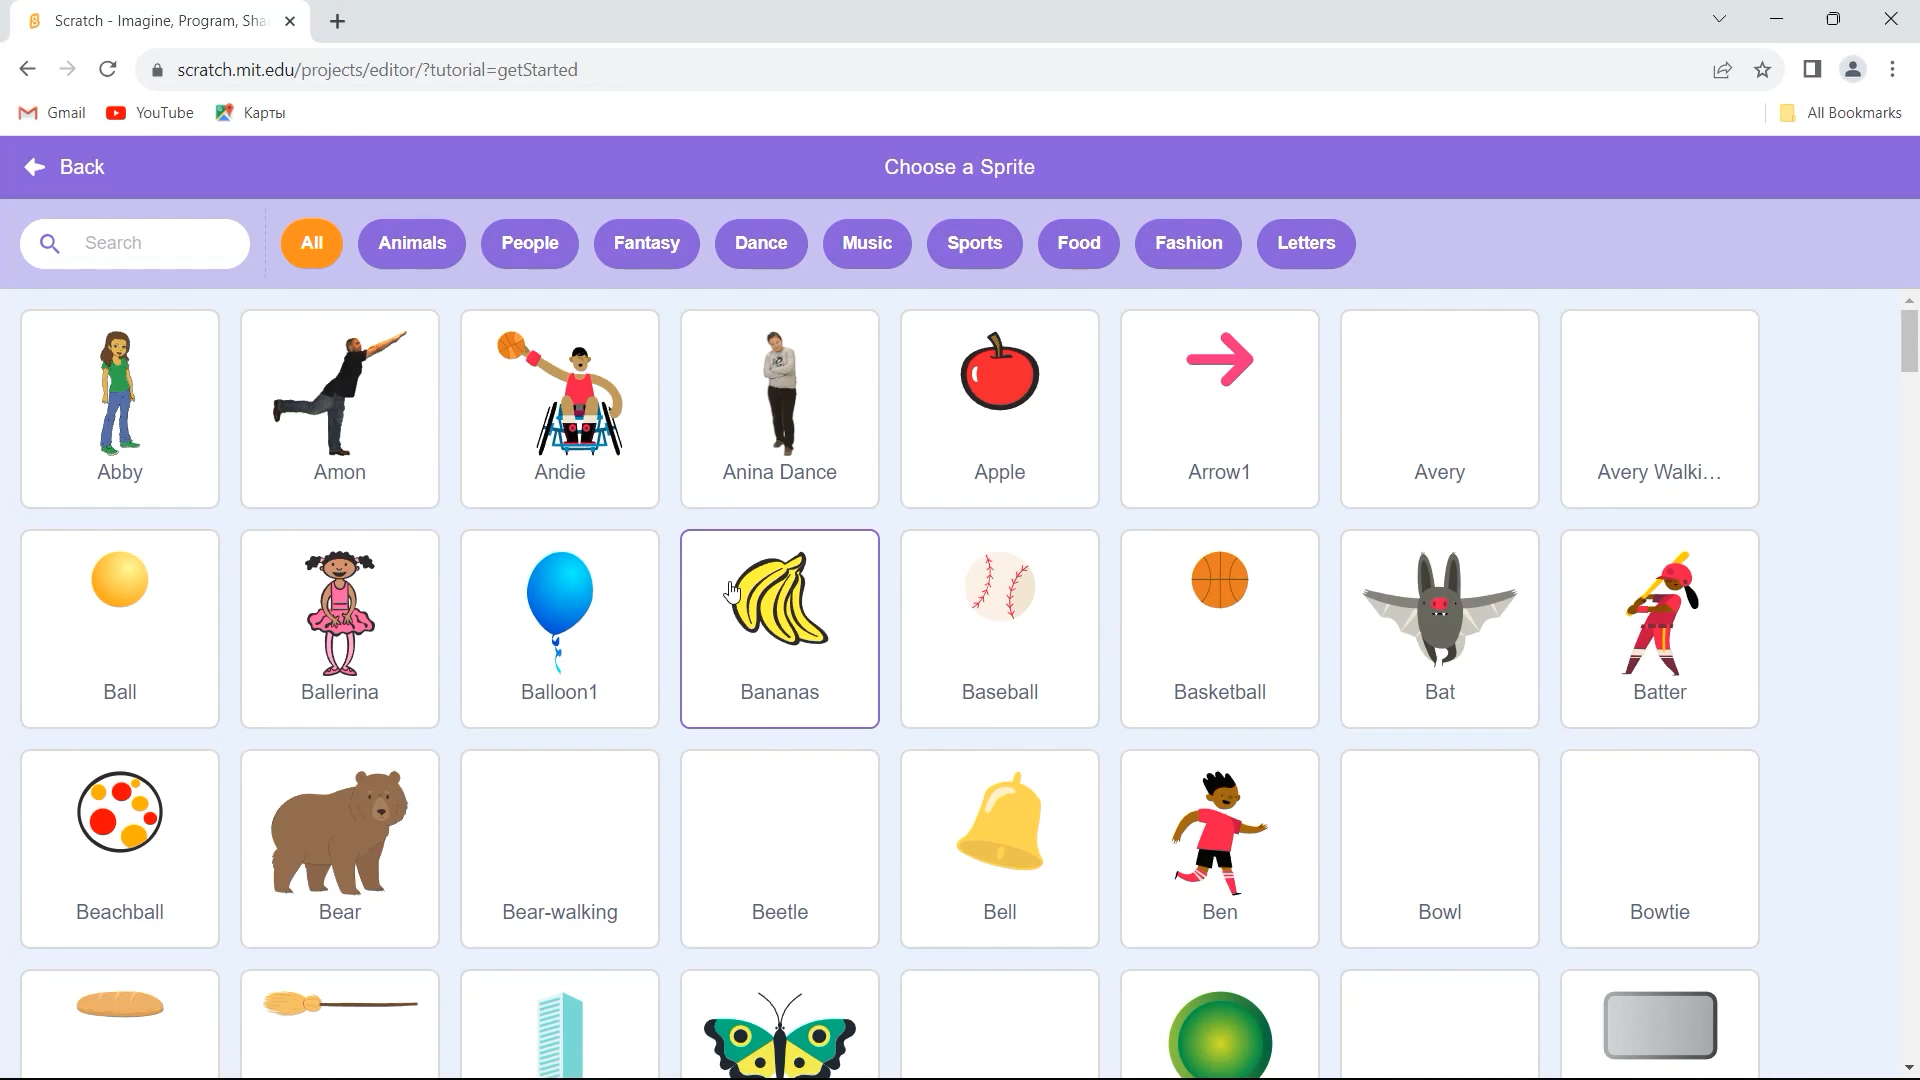 Scratch - Imagine, Program, Sha
scratch.mit.edu/projects/editor/?tutorial=getStarted
Gmail YouTube Карты All Bookmarks
Back Choose a Sprite
Search All Animals People Fantasy Dance Music Sports Food Fashion Letters
Abby Amon Andie Anina Dance Apple Arrow1 Avery Avery Walki...
Ball Ballerina Balloon1 Bananas Baseball Basketball Bat Batter
Beachball Bear Bear-walking Beetle Bell Ben Bowl Bowtie